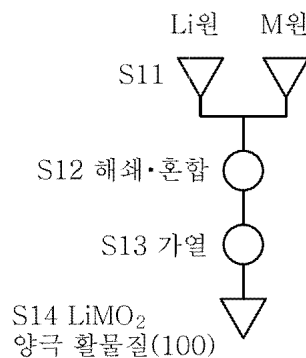 Li원 M원
S11
S12 해쇄·혼합
S13 가열
S14 LiMO₂
양극 활물질(100)